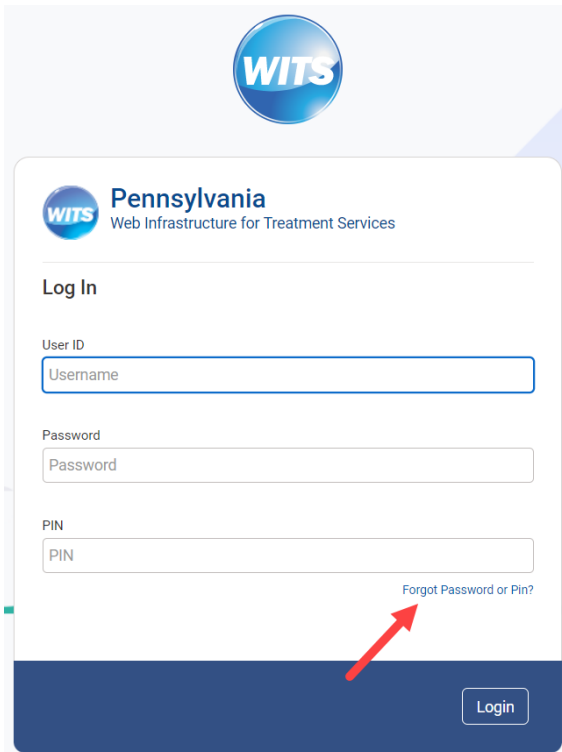 WITS
WITS
Pennsylvania
Web Infrastructure for Treatment Services
Log In
User ID
Username
Password
Password
PIN
PIN
Forgot Password or Pin?
Login